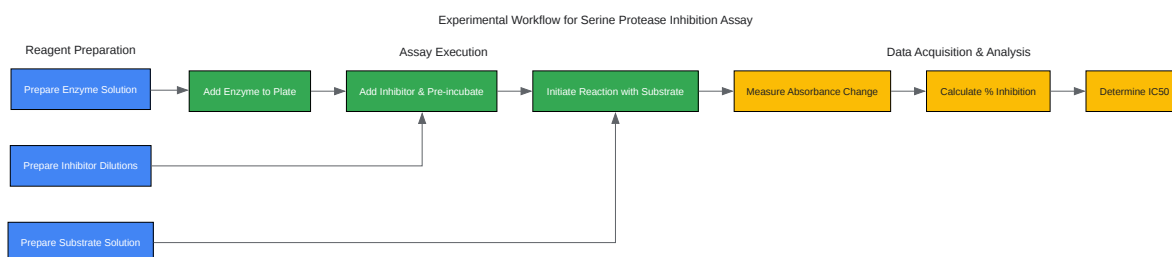 Experimental Workflow for Serine Protease Inhibition Assay
Reagent Preparation
Assay Execution
Data Acquisition & Analysis
Prepare Enzyme Solution
Add Enzyme to Plate
Add Inhibitor & Pre-incubate
Initiate Reaction with Substrate
Measure Absorbance Change
Calculate % Inhibition
Determine IC50
Prepare Inhibitor Dilutions
Prepare Substrate Solution